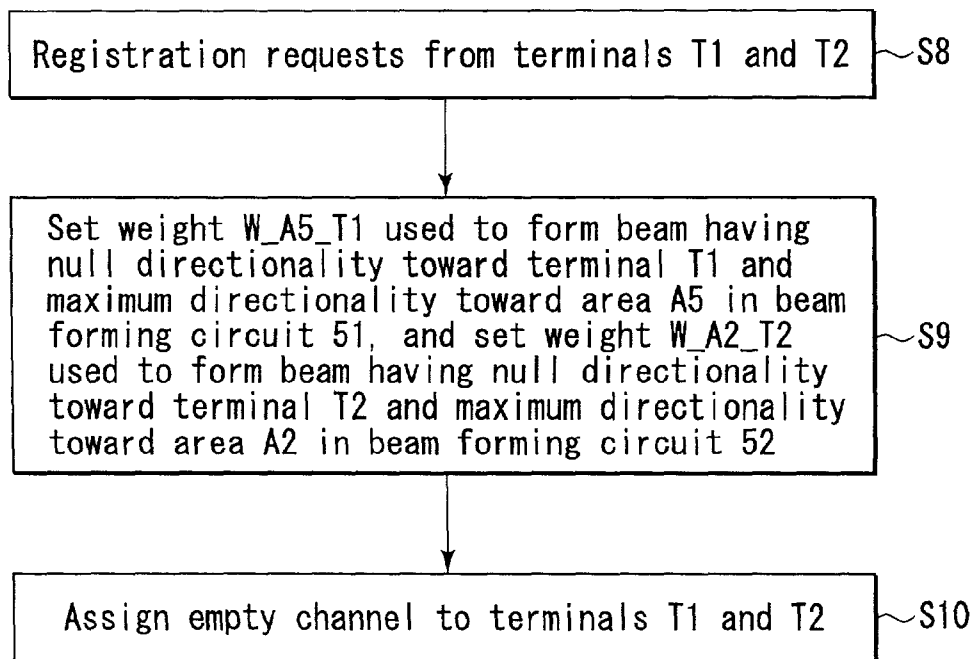 Registration requests from terminals T1 and T2
S8
Set weight W_A5_T1 used to form beam having
null directionality toward terminal T1 and
maximum directionality toward area A5 in beam
forming circuit 51, and set weight W_A2_T2
used to form beam having null directionality
toward terminal T2 and maximum directionality
toward area A2 in beam forming circuit 52
S9
Assign empty channel to terminals T1 and T2
S10